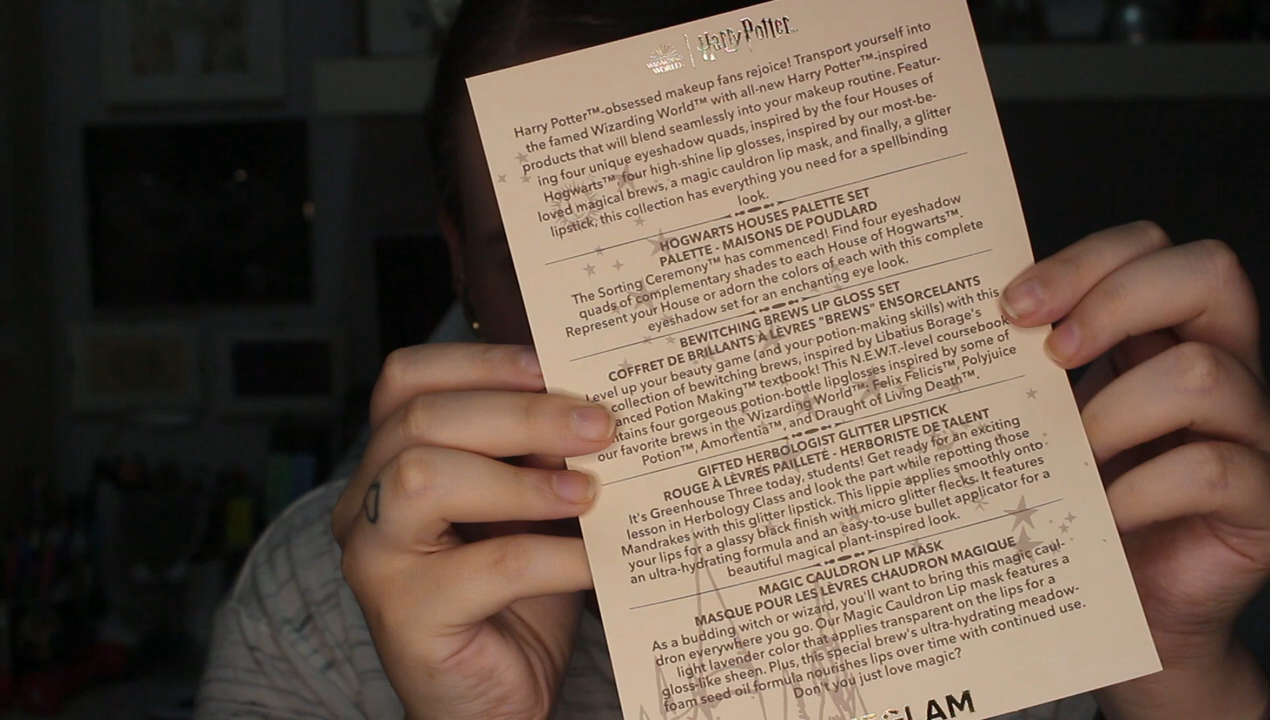 WIZARDING WORLD | Harry Potter
Harry Potter™-obsessed makeup fans rejoice! Transport yourself into
the famed Wizarding World™ with all-new Harry Potter™-inspired
products that will blend seamlessly into your makeup routine. Featur-
ing four unique eyeshadow quads, inspired by the four Houses of
Hogwarts™, four high-shine lip glosses, inspired by our most-be-
loved magical brews, a magic cauldron lip mask, and finally, a glitter
lipstick, this collection has everything you need for a spellbinding
look.
HOGWARTS HOUSES PALETTE SET
PALETTE - MAISONS DE POUDLARD
The Sorting Ceremony™ has commenced! Find four eyeshadow
quads of complementary shades to each House of Hogwarts™.
Represent your House or adorn the colors of each with this complete
eyeshadow set for an enchanting eye look.
BEWITCHING BREWS LIP GLOSS SET
COFFRET DE BRILLANTS À LÈVRES "BREWS" ENSORCELANTS
Level up your beauty game (and your potion-making skills) with this
collection of bewitching brews, inspired by Libatius Borage's
anced Potion Making™ textbook! This N.E.W.T.-level coursebook
ntains four gorgeous potion-bottle lipglosses inspired by some of
our favorite brews in the Wizarding World™: Felix Felicis™, Polyjuice
Potion™, Amortentia™, and Draught of Living Death™.
GIFTED HERBOLOGIST GLITTER LIPSTICK
ROUGE À LÈVRES PAILLETÉ - HERBORISTE DE TALENT
It's Greenhouse Three today, students! Get ready for an exciting
lesson in Herbology Class and look the part while repotting those
Mandrakes with this glitter lipstick. This lippie applies smoothly onto
your lips for a glassy black finish with micro glitter flecks. It features
an ultra-hydrating formula and an easy-to-use bullet applicator for a
beautiful magical plant-inspired look.
MAGIC CAULDRON LIP MASK
MASQUE POUR LES LÈVRES CHAUDRON MAGIQUE
As a budding witch or wizard, you'll want to bring this magic caul-
dron everywhere you go. Our Magic Cauldron Lip mask features a
light lavender color that applies transparent on the lips for a
gloss-like sheen. Plus, this special brew's ultra-hydrating meadow-
foam seed oil formula nourishes lips over time with continued use.
Don't you just love magic?
GLAM